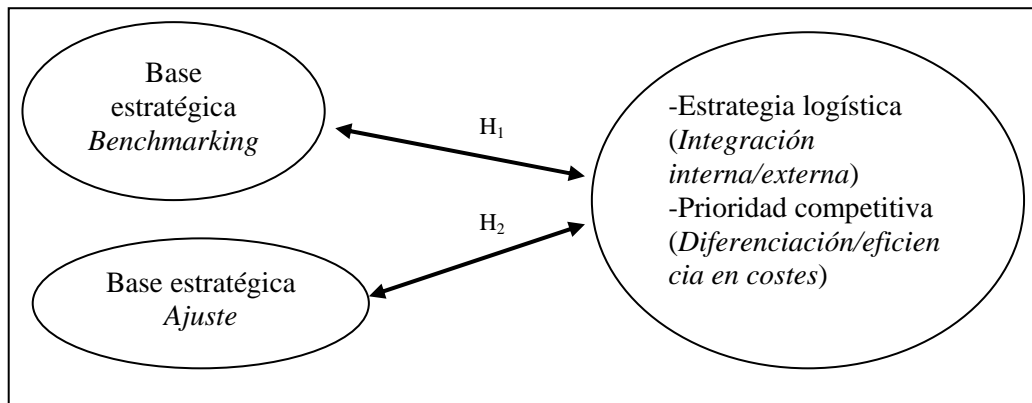 Base
estratégica
Benchmarking
H1
-Estrategia logística
(Integración
interna/externa)
-Prioridad competitiva
(Diferenciación/eficien
cia en costes)
H2
Base estratégica
Ajuste